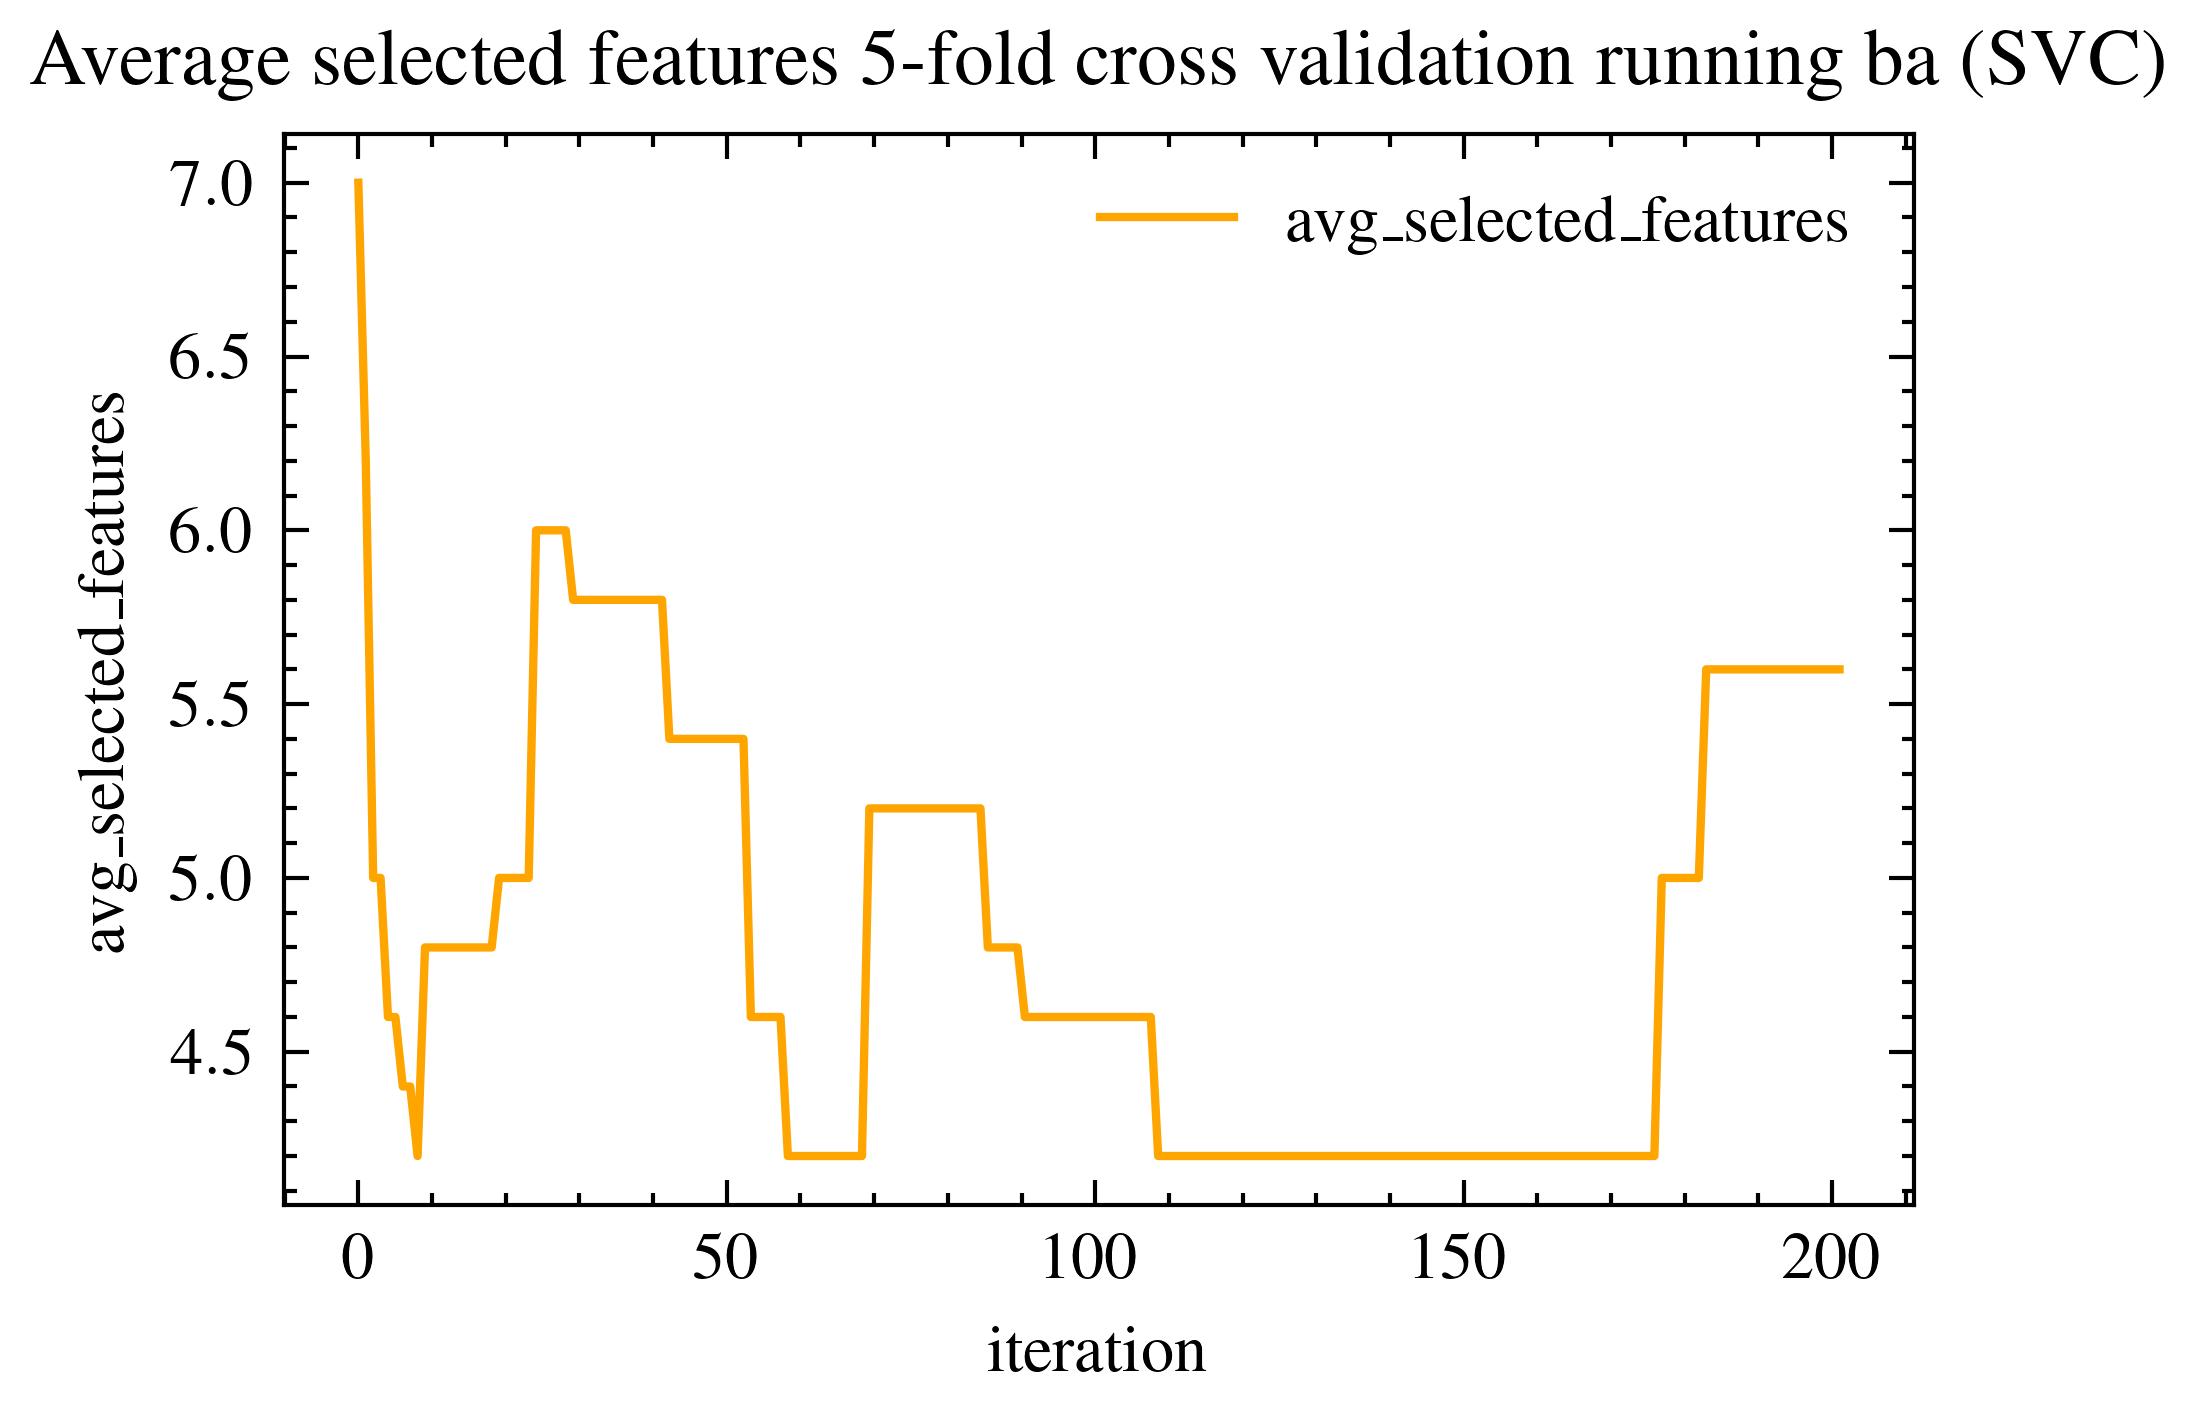 Average selected features 5-fold cross validation running ba (SVC)
7.0
6.5
6.0
5.5
5.0
4.5
avg_selected_features
avg_selected_features
0 50 100 150 200
iteration